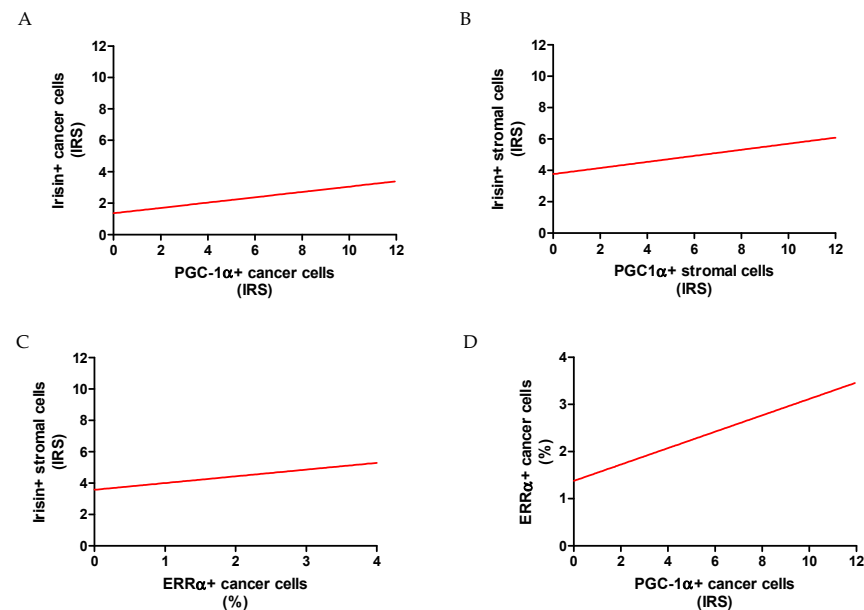 A
12
10
8
6
4
2
0
Irisin+ cancer cells
(IRS)
0 2 4 6 8 10 12
PGC-1α+ cancer cells
(IRS)
B
12
10
8
6
4
2
0
Irisin+ stromal cells
(IRS)
0 2 4 6 8 10 12
PGC1α+ stromal cells
(IRS)
C
12
10
8
6
4
2
0
Irisin+ stromal cells
(IRS)
0 1 2 3 4
ERRα+ cancer cells
(%)
D
4
3
2
1
0
ERRα+ cancer cells
(%)
0 2 4 6 8 10 12
PGC-1α+ cancer cells
(IRS)